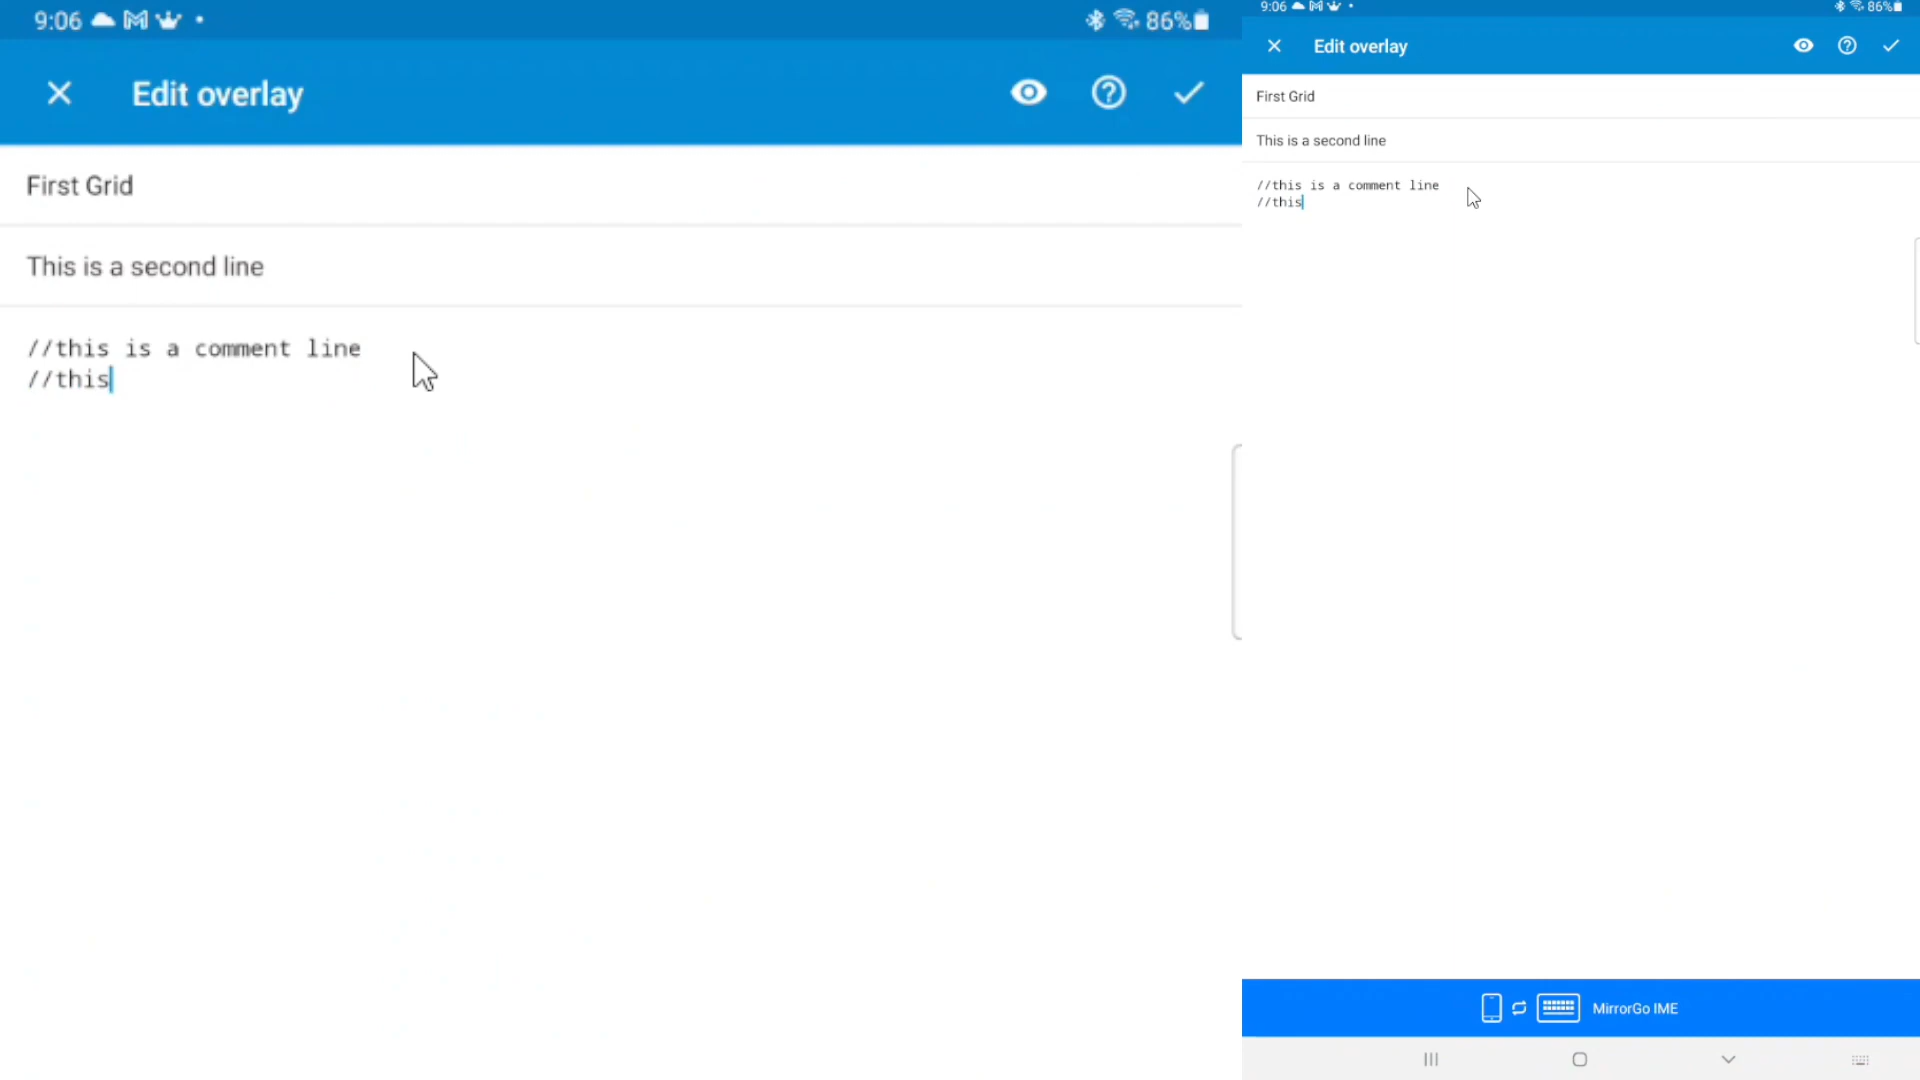 9:06
86%
Edit overlay
First Grid
This is a second line
//this is a comment line
//this
9:06
86%
Edit overlay
First Grid
This is a second line
//this is a comment line
//this
MirrorGo IME